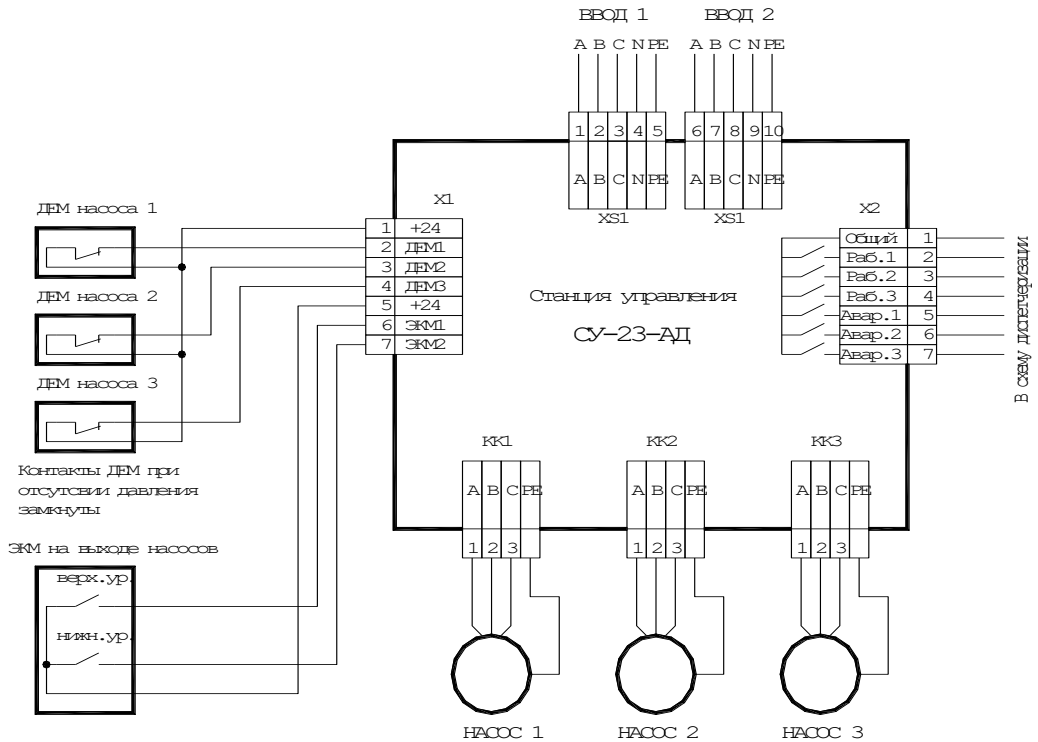 ВВОД 1
ВВОД 2
A B C N PE
A B C N PE
1 2 3 4 5
6 7 8 9 10
A B C N PE
A B C N PE
XS1
XS1
ДЕМ насоса 1
ДЕМ насоса 2
ДЕМ насоса 3
Контакты ДЕМ при
отсутсвии давления
замкнуты
ЭКМ на выходе насосов
верх.ур.
нижн.ур.
X1
1 +24
2 ДЕМ1
3 ДЕМ2
4 ДЕМ3
5 +24
6 ЭКМ1
7 ЭКМ2
Станция управления
СУ-23-АД
X2
Общий 1
Раб.1 2
Раб.2 3
Раб.3 4
Авар.1 5
Авар.2 6
Авар.3 7
В схему диспетчеризации
КК1
КК2
КК3
A B C PE
A B C PE
A B C PE
1 2 3
1 2 3
1 2 3
НАСОС 1
НАСОС 2
НАСОС 3